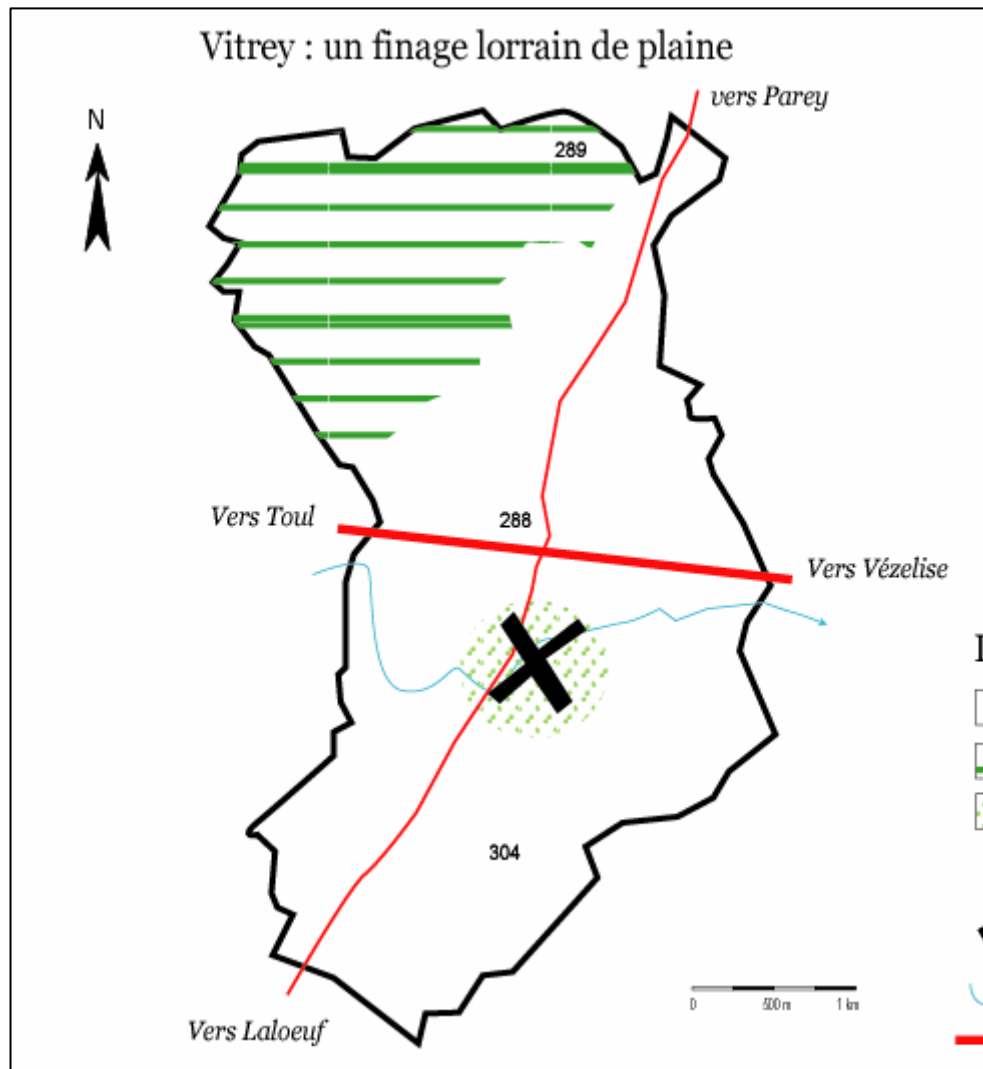 Vitrey : un finage lorrain de plaine
vers Parey
N
289
Vers Toul
288
Vers Vézelise
304
0 500 m 1 km
Vers Laloeuf